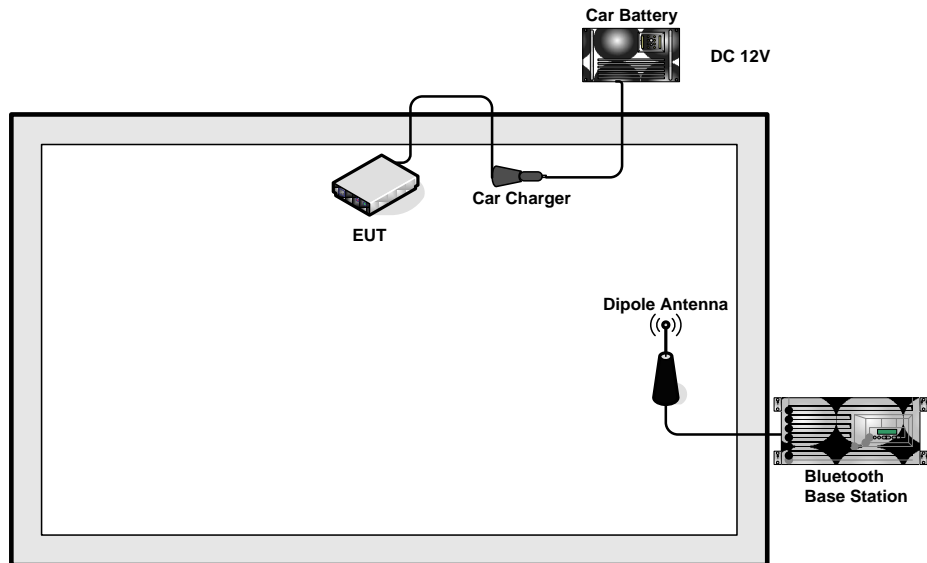 Car Battery
DC 12V
Car Charger
EUT
Dipole Antenna
Bluetooth
Base Station